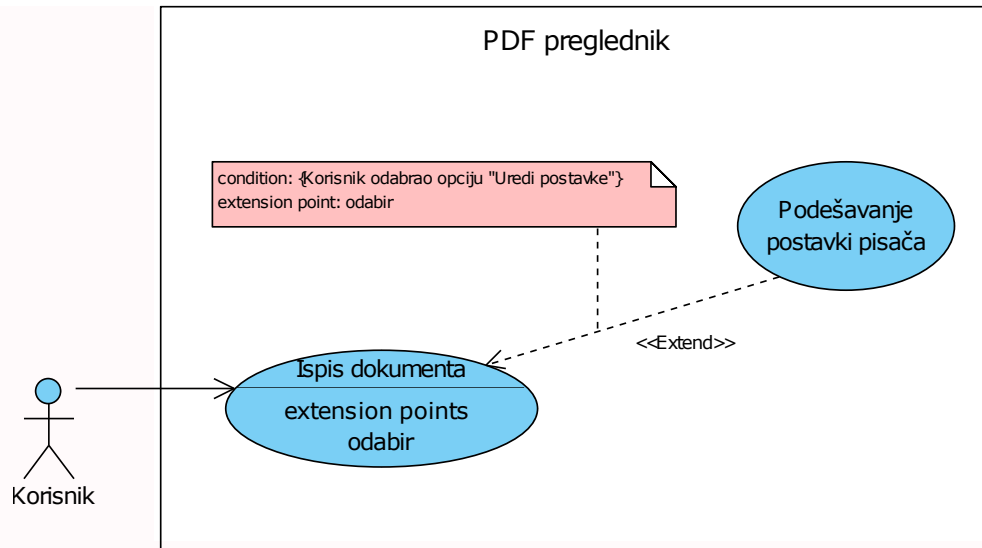 PDF preglednik
condition: {Korisnik odabrao opciju "Uredi postavke"}
extension point: odabir
Podešavanje
postavki pisača
<<Extend>>
Ispis dokumenta
extension points
odabir
Korisnik